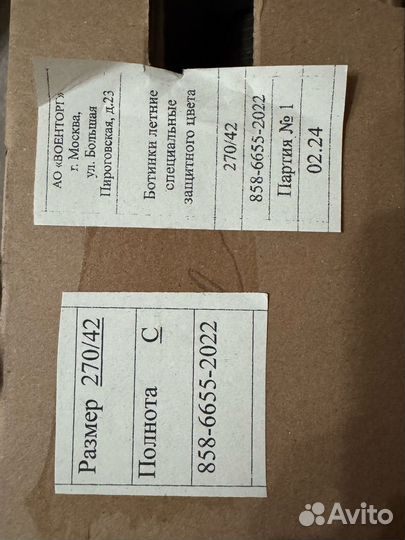 АО «ВОЕНТОРГ»
г. Москва,
ул. Большая
Пироговская, д.23
Ботинки летние
специальные
защитного цвета
270/42
858-6655-2022
Партия № 1
02.24
Размер 270/42
Полнота С
858-6655-2022
Avito